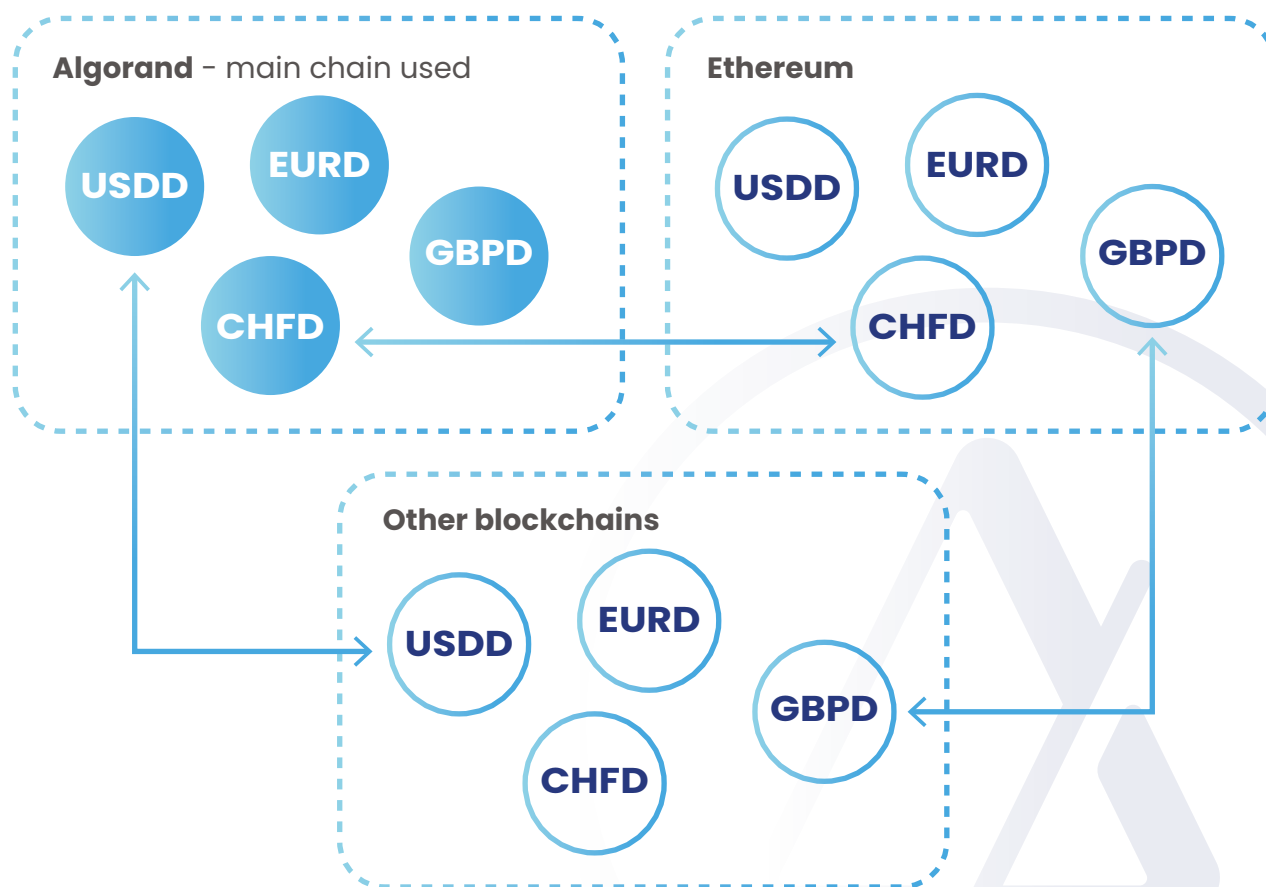 Algorand - main chain used
USDD
EURD
GBPD
CHFD
Ethereum
USDD
EURD
GBPD
CHFD
Other blockchains
USDD
EURD
GBPD
CHFD